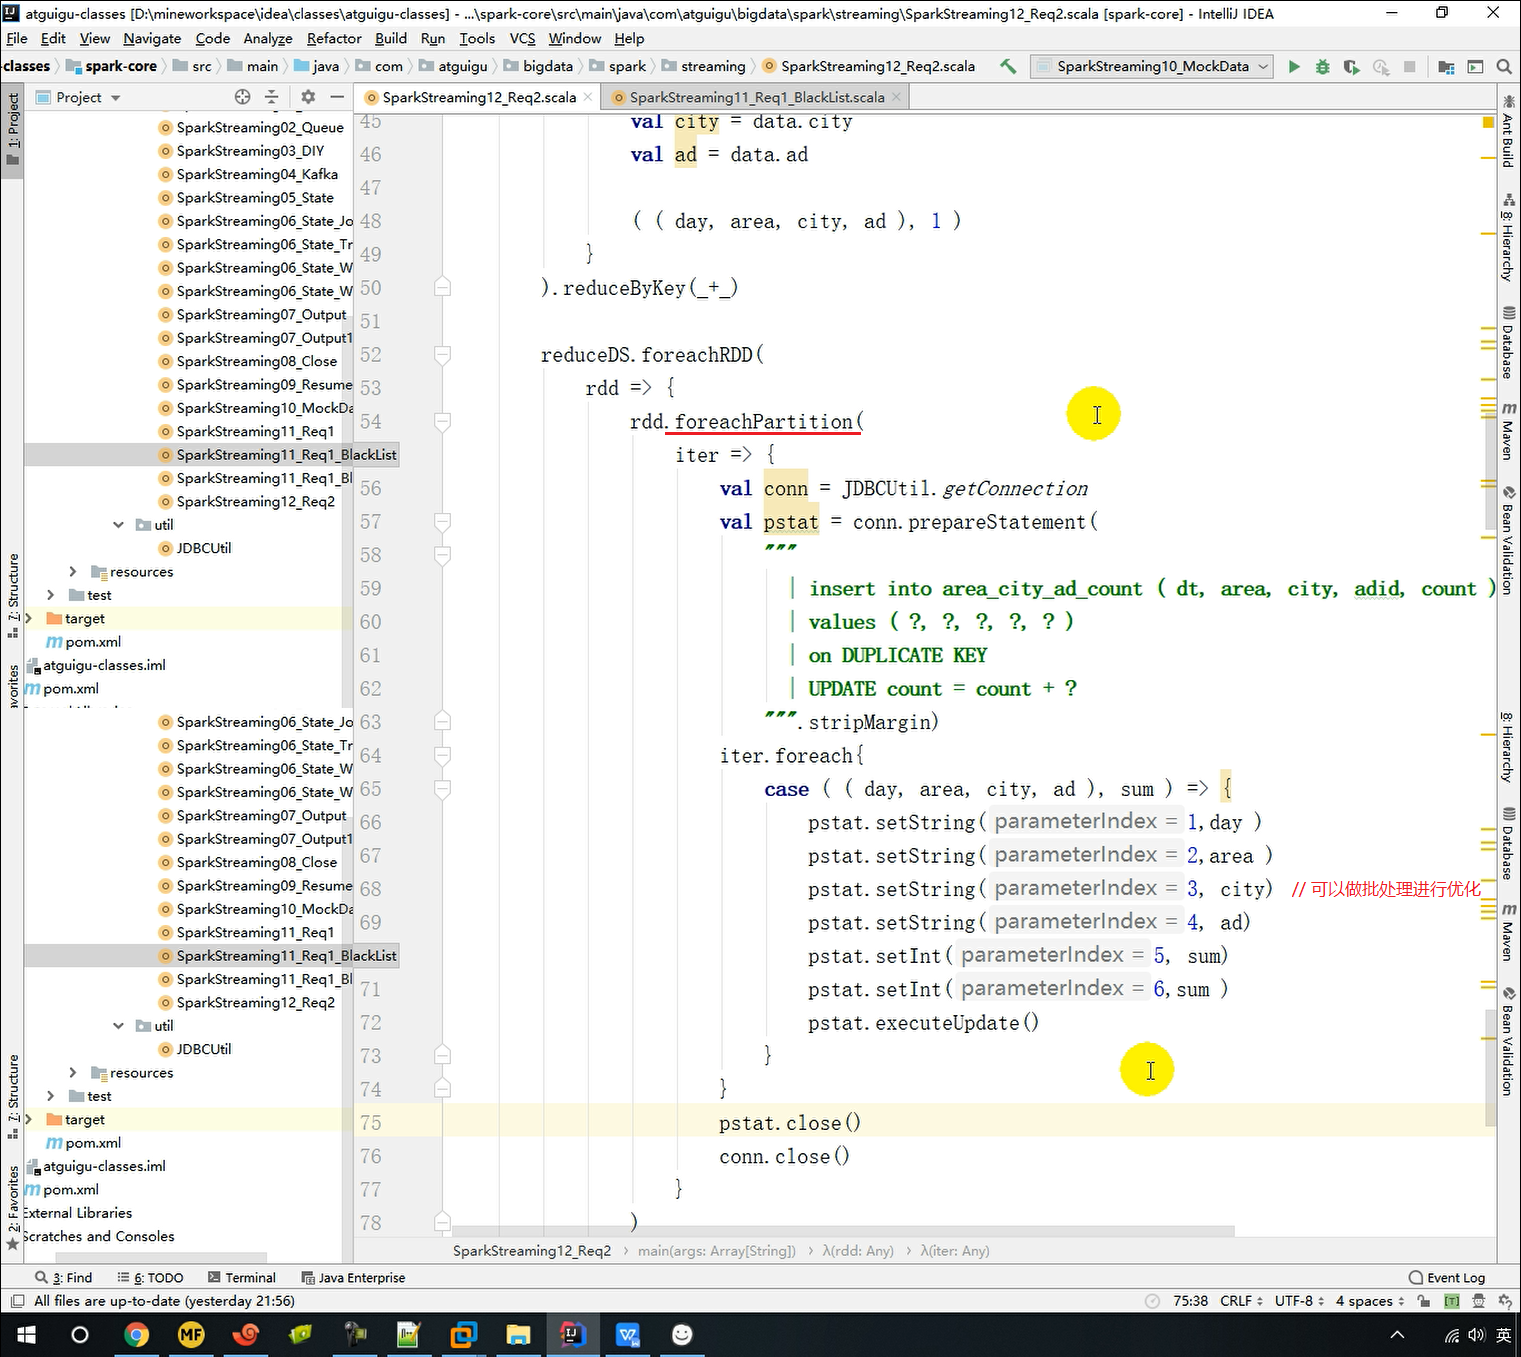 atguigu-classes [D:\mineworkspace\idea\classes\atguigu-classes] - ...\spark-core\src\main\java\com\atguigu\bigdata\spark\streaming\SparkStreaming12_Req2.scala [spark-core] - IntelliJ IDEA
File Edit View Navigate Code Analyze Refactor Build Run Tools VCS Window Help
-classes spark-core src main java com atguigu bigdata spark streaming SparkStreaming12_Req2.scala SparkStreaming10_MockData
1: Project
Project
SparkStreaming12_Req2.scala
SparkStreaming11_Req1_BlackList.scala
SparkStreaming02_Queue
SparkStreaming03_DIY
SparkStreaming04_Kafka
SparkStreaming05_State
SparkStreaming06_State_Jo
SparkStreaming06_State_Tr
SparkStreaming06_State_W
SparkStreaming06_State_W
SparkStreaming07_Output
SparkStreaming07_Output1
SparkStreaming08_Close
SparkStreaming09_Resume
SparkStreaming10_MockDa
SparkStreaming11_Req1
SparkStreaming11_Req1_BlackList
SparkStreaming11_Req1_Bl
SparkStreaming12_Req2
util
JDBCUtil
resources
test
target
pom.xml
atguigu-classes.iml
pom.xml
SparkStreaming06_State_Jo
SparkStreaming06_State_Tr
SparkStreaming06_State_W
SparkStreaming06_State_W
SparkStreaming07_Output
SparkStreaming07_Output1
SparkStreaming08_Close
SparkStreaming09_Resume
SparkStreaming10_MockDa
SparkStreaming11_Req1
SparkStreaming11_Req1_BlackList
SparkStreaming11_Req1_Bl
SparkStreaming12_Req2
util
JDBCUtil
resources
test
target
pom.xml
atguigu-classes.iml
pom.xml
External Libraries
Scratches and Consoles
7: Structure
avorites
7: Structure
2: Favorites
45 val city = data.city
46 val ad = data.ad
47
48 ( ( day, area, city, ad ), 1 )
49 }
50 ).reduceByKey(_+_)
51
52 reduceDS.foreachRDD(
53 rdd => {
54 rdd.foreachPartition(
iter => {
56 val conn = JDBCUtil.getConnection
57 val pstat = conn.prepareStatement(
58 """
59 | insert into area_city_ad_count ( dt, area, city, adid, count )
60 | values ( ?, ?, ?, ?, ? )
61 | on DUPLICATE KEY
62 | UPDATE count = count + ?
63 """.stripMargin)
64 iter.foreach{
65 case ( ( day, area, city, ad ), sum ) => {
66 pstat.setString( parameterIndex = 1,day )
67 pstat.setString( parameterIndex = 2,area )
68 pstat.setString( parameterIndex = 3, city) // 可以做批处理进行优化
69 pstat.setString( parameterIndex = 4, ad)
pstat.setInt( parameterIndex = 5, sum)
71 pstat.setInt( parameterIndex = 6,sum )
72 pstat.executeUpdate()
73 }
74 }
75 pstat.close()
76 conn.close()
77 }
78 )
Ant Build
8: Hierarchy
Database
Maven
Bean Validation
8: Hierarchy
Database
Maven
Bean Validation
SparkStreaming12_Req2 › main(args: Array[String]) › λ(rdd: Any) › λ(iter: Any)
3: Find 6: TODO Terminal Java Enterprise Event Log
All files are up-to-date (yesterday 21:56) 75:38 CRLF UTF-8 4 spaces
英